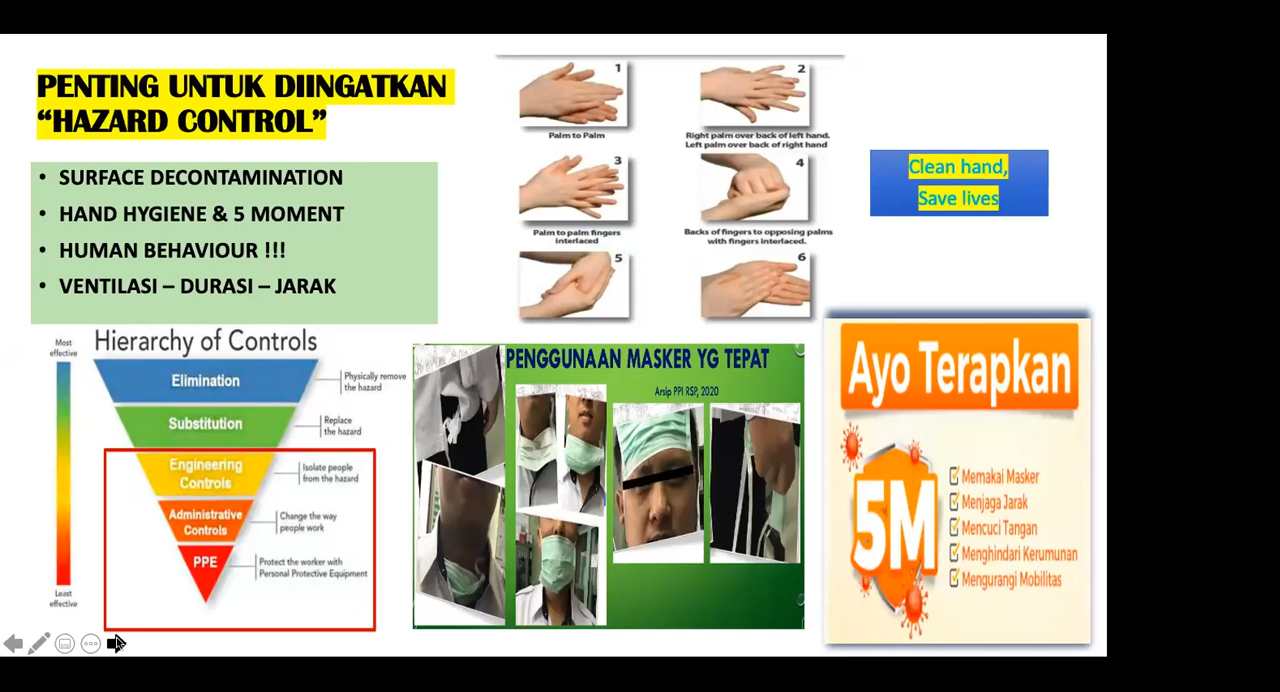 PENTING UNTUK DIINGATKAN
“HAZARD CONTROL”
• SURFACE DECONTAMINATION
• HAND HYGIENE & 5 MOMENT
• HUMAN BEHAVIOUR !!!
• VENTILASI – DURASI – JARAK
1
Palm to Palm
2
Right palm over back of left hand.
Left palm over back of right hand
3
Palm to palm fingers
interlaced
4
Backs of fingers to opposing palms
with fingers interlaced.
5
6
Clean hand,
Save lives
Hierarchy of Controls
Most
effective
Elimination
Physically remove
the hazard
Substitution
Replace
the hazard
Engineering
Controls
Isolate people
from the hazard
Administrative
Controls
Change the way
people work
PPE
Protect the worker with
Personal Protective Equipment
Least
effective
PENGGUNAAN MASKER YG TEPAT
Arsip PPI RSP, 2020
Ayo Terapkan
5M
Memakai Masker
Menjaga Jarak
Mencuci Tangan
Menghindari Kerumunan
Mengurangi Mobilitas